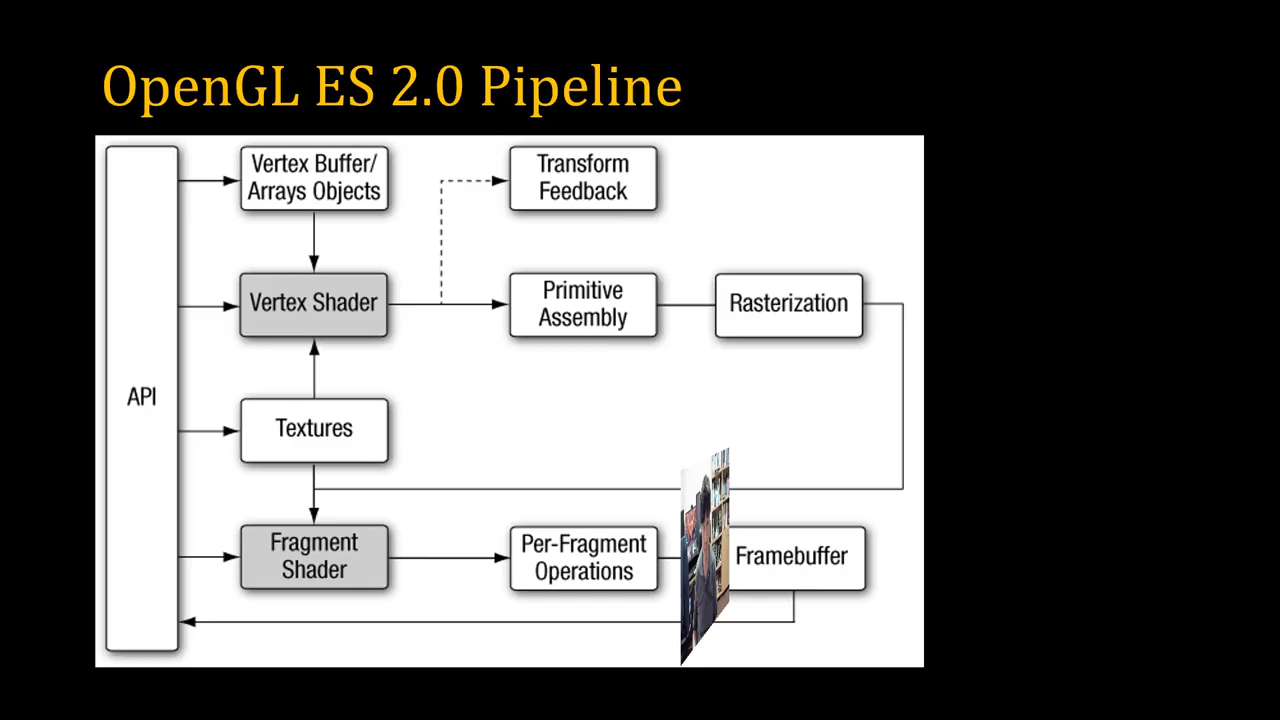 OpenGL ES 2.0 Pipeline
Vertex Buffer/
Arrays Objects
Transform
Feedback
Vertex Shader
Primitive
Assembly
Rasterization
API
Textures
Fragment
Shader
Per-Fragment
Operations
Framebuffer